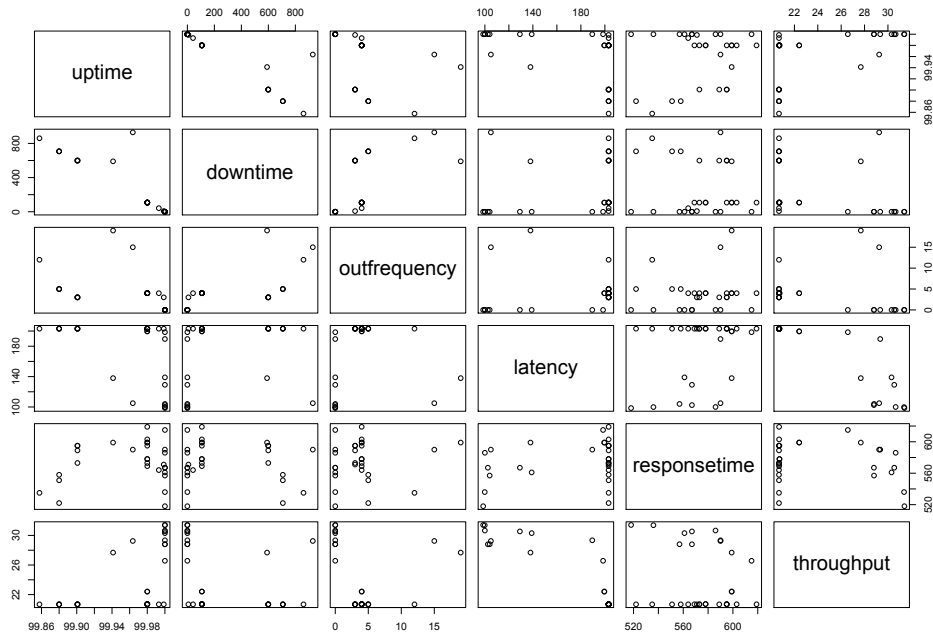 0 200 400 600 800
100 140 180
22 24 26 28 30
uptime
99.86 99.94
0 400 800
downtime
outfrequency
0 5 10 15
100 140 180
latency
responsetime
520 560 600
22 26 30
throughput
99.86 99.90 99.94 99.98
0 5 10 15
520 560 600